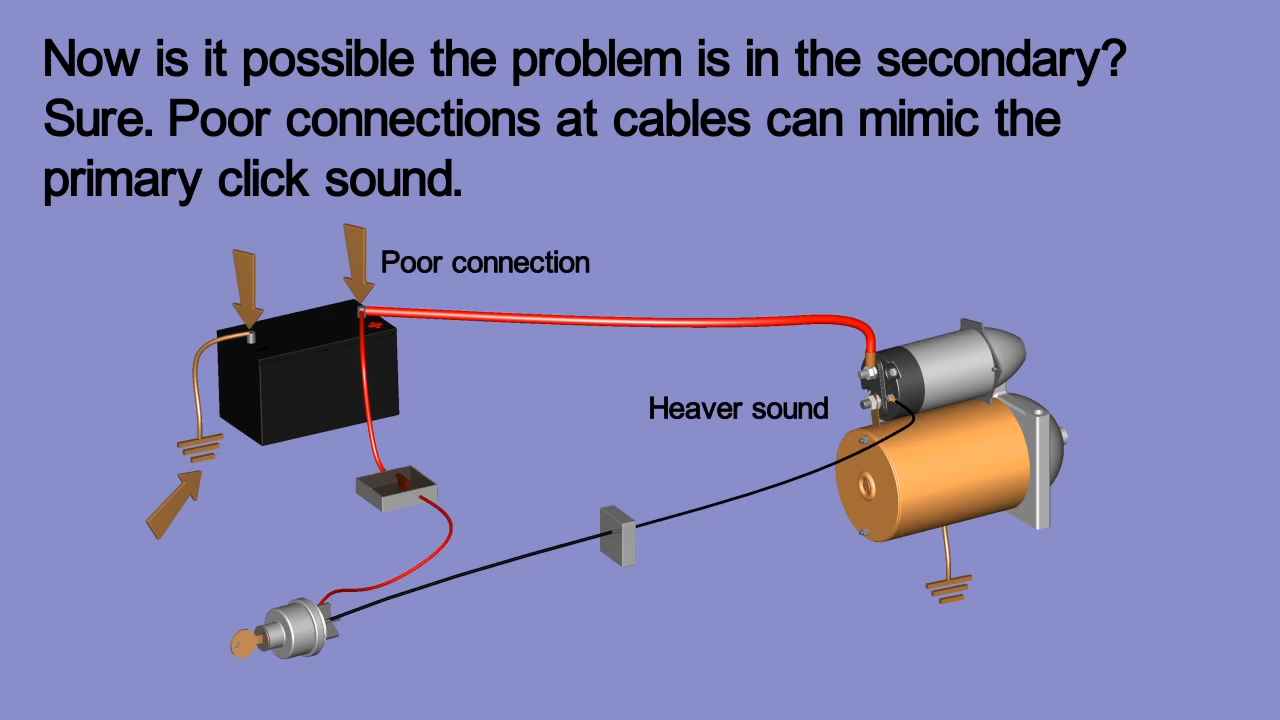 Now is it possible the problem is in the secondary?
Sure. Poor connections at cables can mimic the
primary click sound.
Poor connection
Heaver sound